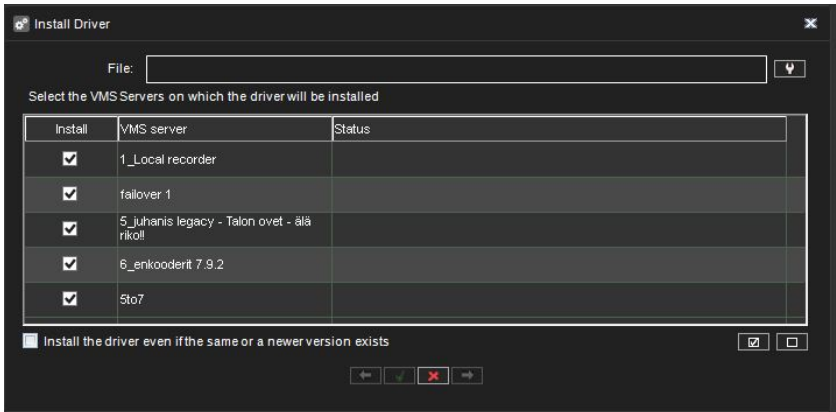 Install Driver
File:
Select the VMS Servers on which the driver will be installed
Install VMS server Status
1_Local recorder
failover 1
5_juhanis legacy - Talon ovet - älä
riko!!
6_enkooderit 7.9.2
5to7
Install the driver even if the same or a newer version exists